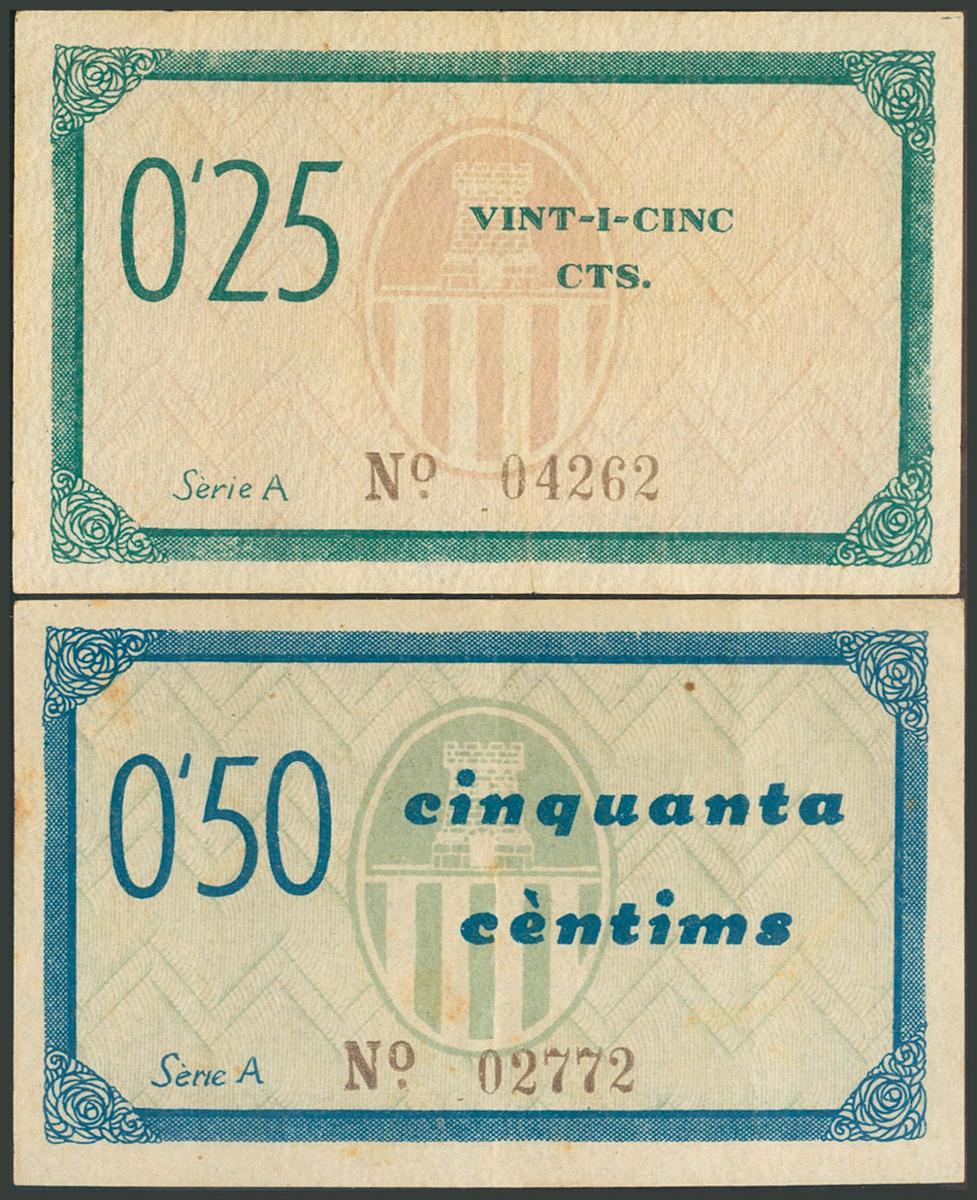 0'25
VINT-I-CINC
CTS.
Sèrie A Nº 04262
0'50
cinquanta
cèntims
Sèrie A Nº 02772